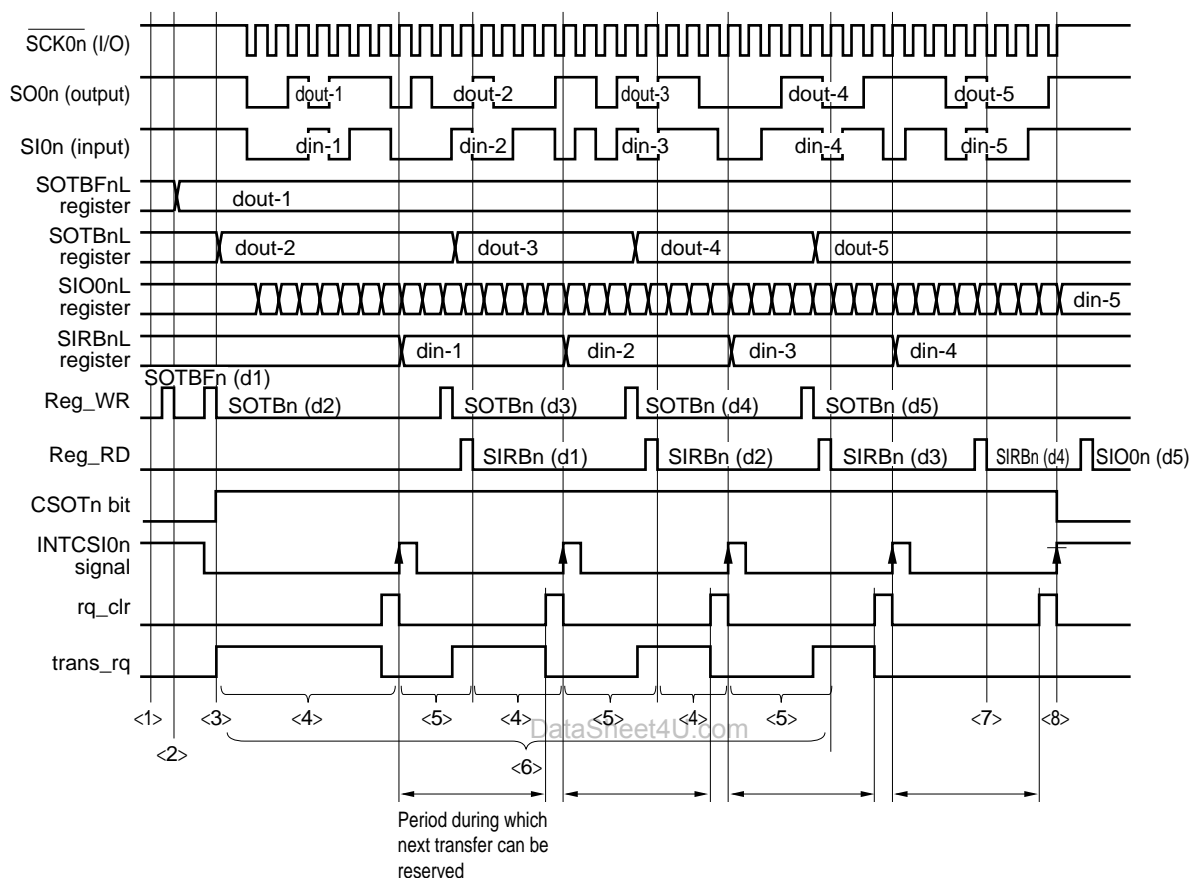 SCK0n (I/O)
SO0n (output) dout-1 dout-2 dout-3 dout-4 dout-5
SI0n (input) din-1 din-2 din-3 din-4 din-5
SOTBFnL
register
dout-1
SOTBnL
register
dout-2 dout-3 dout-4 dout-5
SIO0nL
register
din-5
SIRBnL
register
din-1 din-2 din-3 din-4
SOTBFn (d1)
Reg_WR SOTBn (d2) SOTBn (d3) SOTBn (d4) SOTBn (d5)
Reg_RD SIRBn (d1) SIRBn (d2) SIRBn (d3) SIRBn (d4) SIO0n (d5)
CSOTn bit
INTCSI0n
signal
rq_clr
trans_rq
<1> <3> <4> <5> <4> <5> <4> <5> <7> <8>
DataSheet4U.com
<2> <6>
Period during which
next transfer can be
reserved